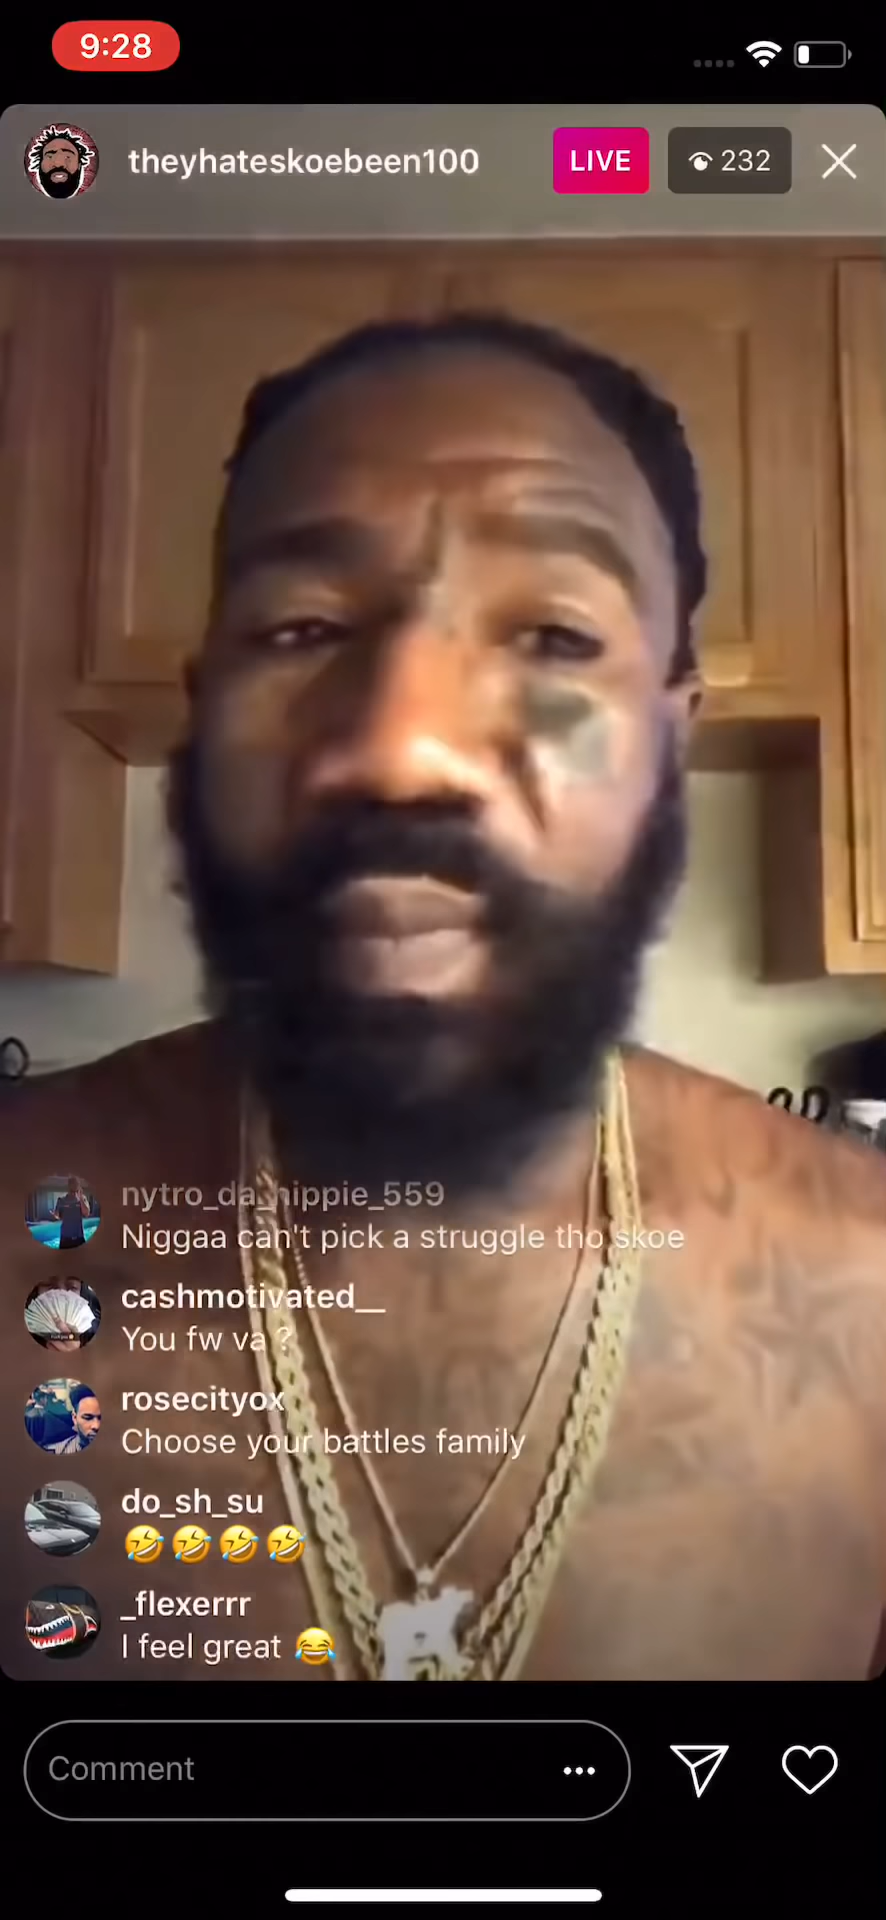 9:28
theyhateskoebeen100
LIVE
232
nytro_da_hippie_559
Niggaa can't pick a struggle tho skoe
cashmotivated__
You fw va ?
rosecityox
Choose your battles family
do_sh_su
🤣🤣🤣🤣
_flexerrr
I feel great 😂
Comment